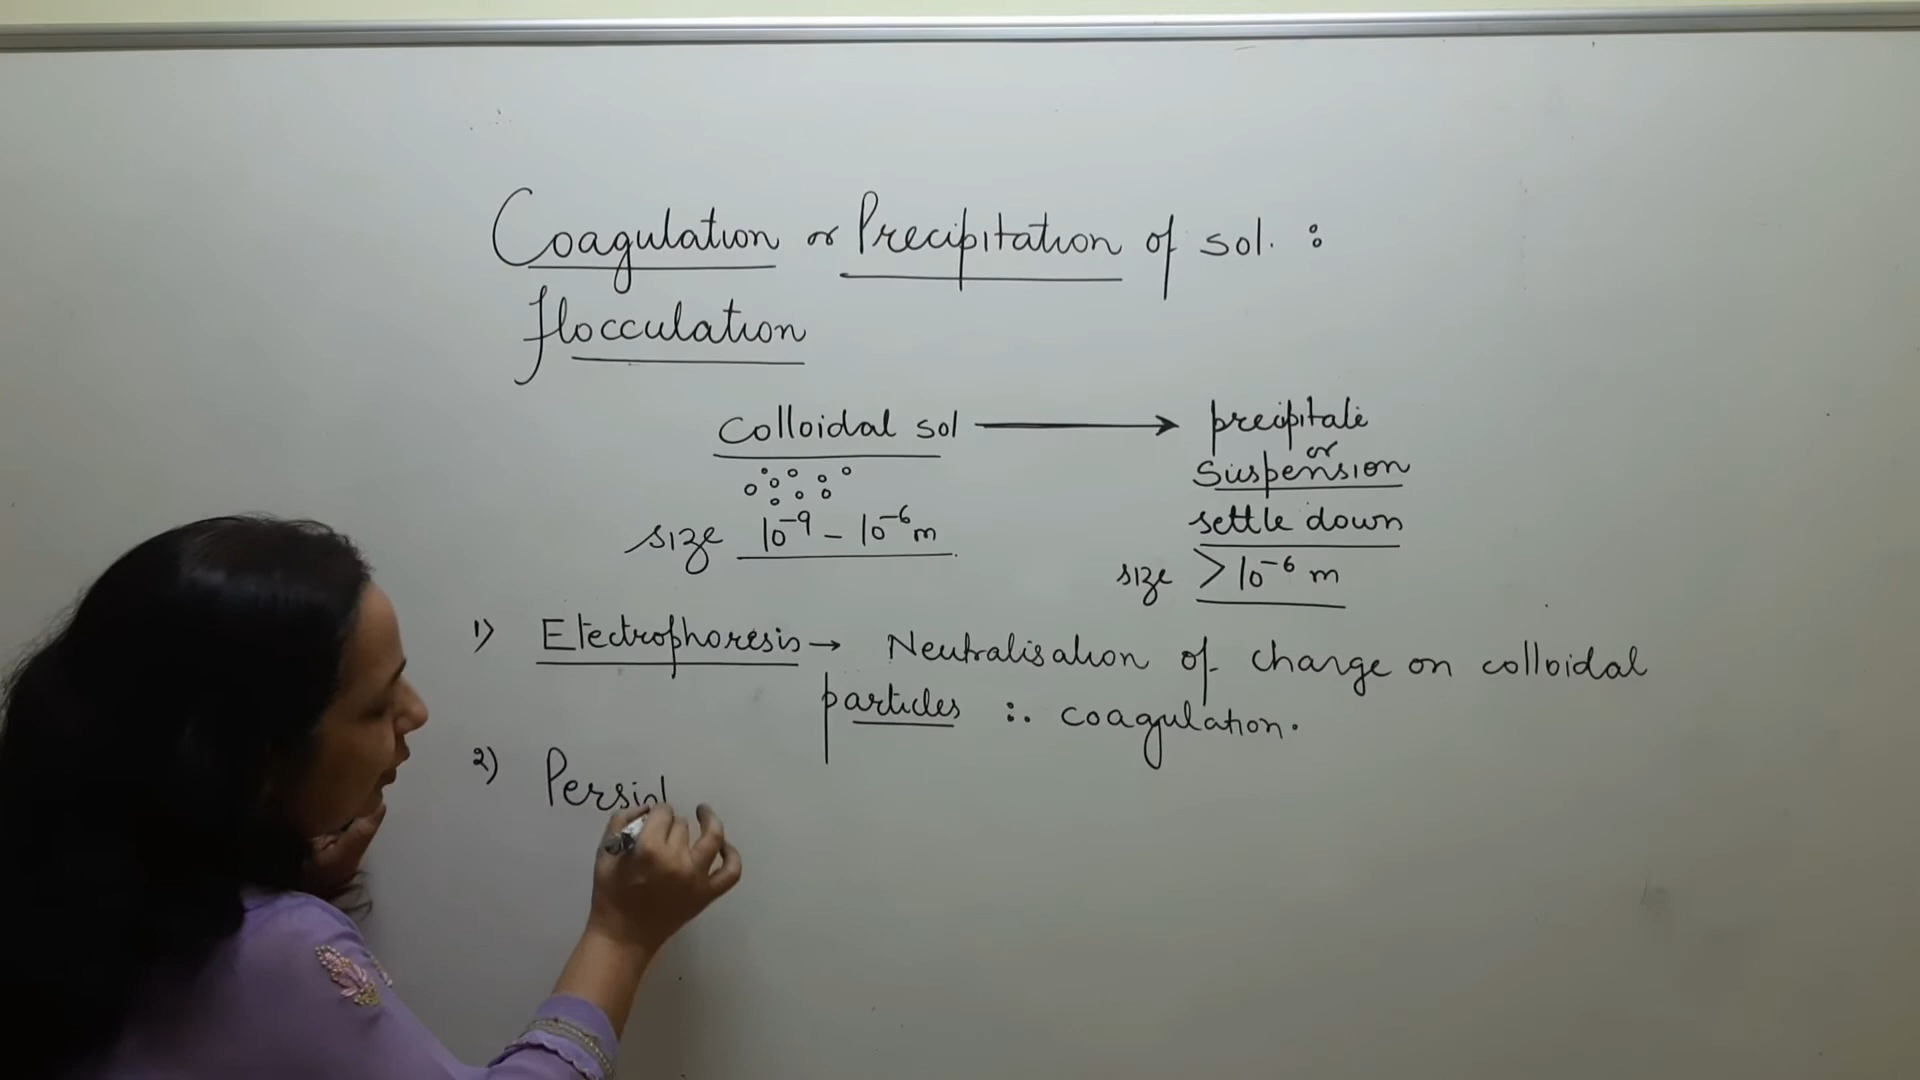 Coagulation or Precipitation of sol. :
flocculation
colloidal sol → precipitate
or
Suspension
settle down
size 10⁻⁹ – 10⁻⁶ m
size > 10⁻⁶ m
1) Electrophoresis → Neutralisation of charge on colloidal
particles ∴ coagulation.
2)